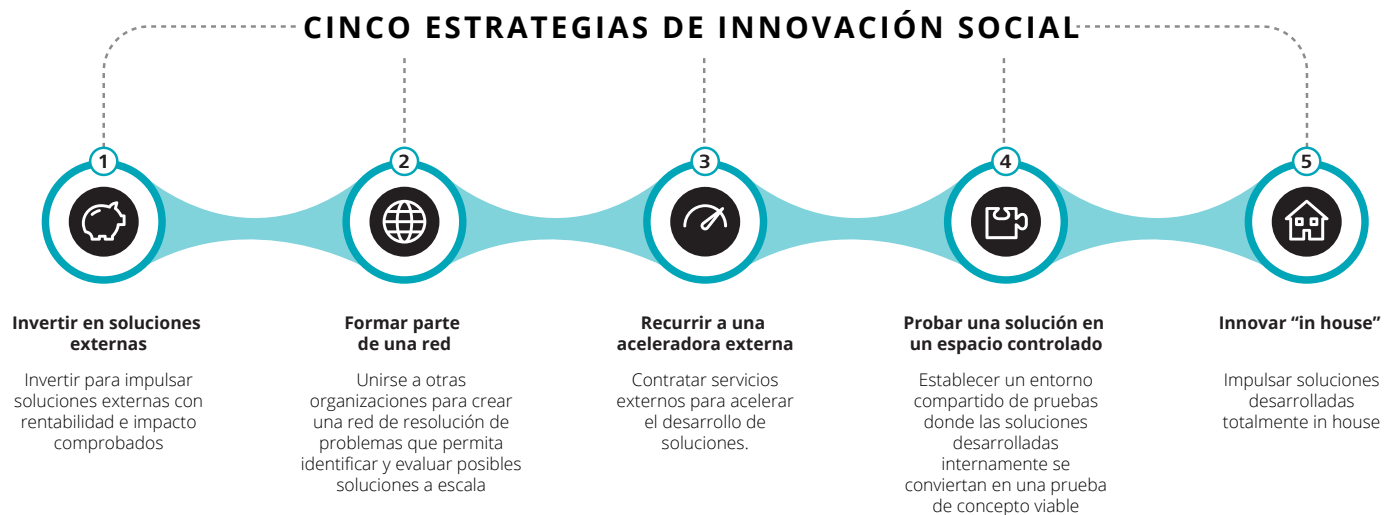 CINCO ESTRATEGIAS DE INNOVACIÓN SOCIAL
1
Invertir en soluciones
externas
Invertir para impulsar
soluciones externas con
rentabilidad e impacto
comprobados
2
Formar parte
de una red
Unirse a otras
organizaciones para crear
una red de resolución de
problemas que permita
identificar y evaluar posibles
soluciones a escala
3
Recurrir a una
aceleradora externa
Contratar servicios
externos para acelerar
el desarrollo de
soluciones.
4
Probar una solución en
un espacio controlado
Establecer un entorno
compartido de pruebas
donde las soluciones
desarrolladas
internamente se
conviertan en una prueba
de concepto viable
5
Innovar “in house”
Impulsar soluciones
desarrolladas
totalmente in house